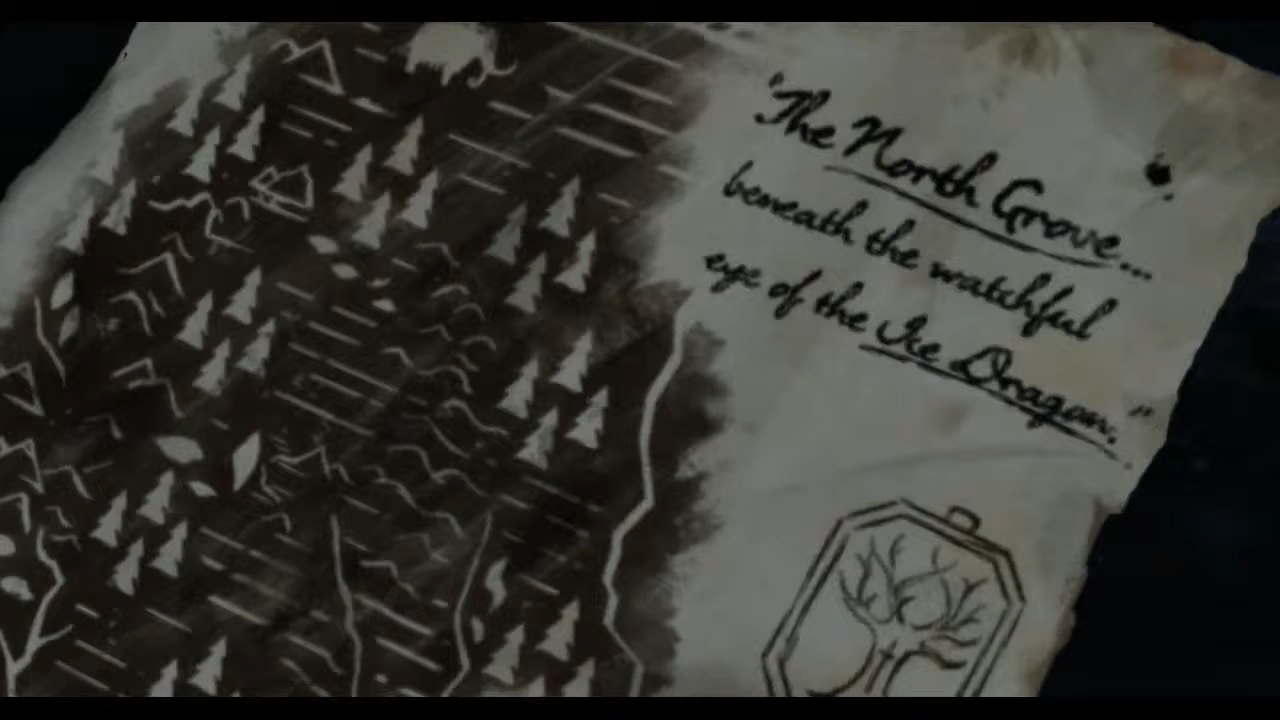 'The North Grove...
beneath the watchful
eye of the Ice Dragon."